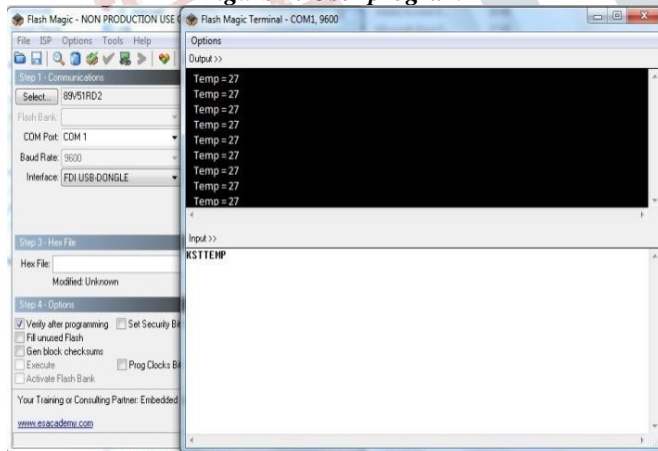 Flash Magic - NON PRODUCTION USE
File ISP Options Tools Help
Step 1 - Communications
Select... 89V51RD2
Flash Bank:
COM Port: COM 1
Baud Rate: 9600
Interface: FDI USB-DONGLE
Step 3 - Hex File
Hex File:
Modified: Unknown
Step 4 - Options
Verify after programming Set Security
Fill unused Flash
Gen block checksums
Execute Prog Clocks
Activate Flash Bank
Your Training or Consulting Partner: Embedded
www.esacademy.com
Flash Magic Terminal - COM1, 9600
Options
Output >>
Temp = 27
Temp = 27
Temp = 27
Temp = 27
Temp = 27
Temp = 27
Temp = 27
Temp = 27
Temp = 27
Input >>
KSTTEMP